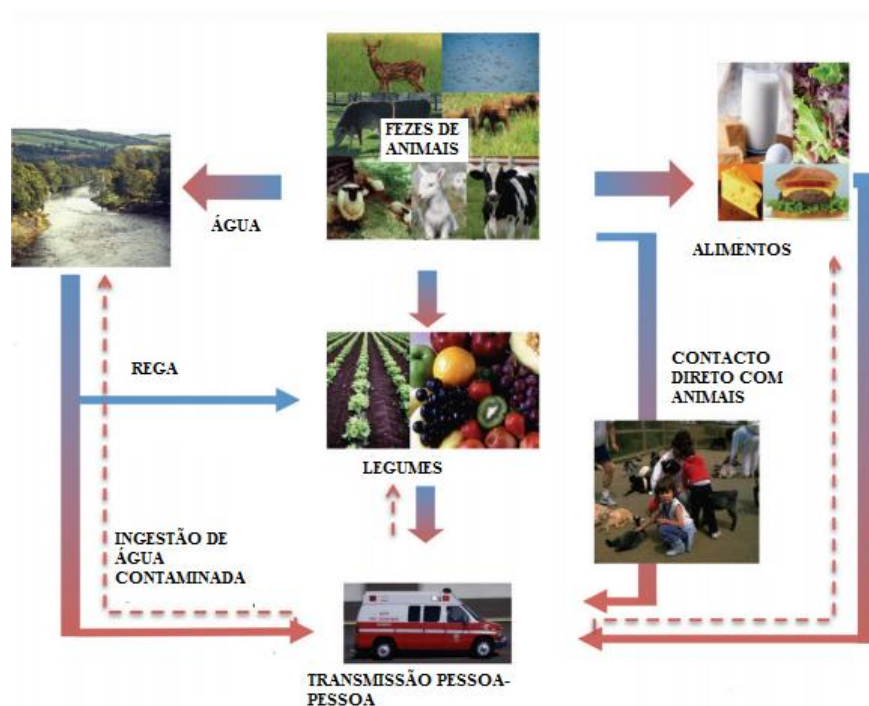 FEZES DE
ANIMAIS
ÁGUA
ALIMENTOS
REGA
CONTACTO
DIRETO COM
ANIMAIS
LEGUMES
INGESTÃO DE
ÁGUA
CONTAMINADA
TRANSMISSÃO PESSOA-
PESSOA